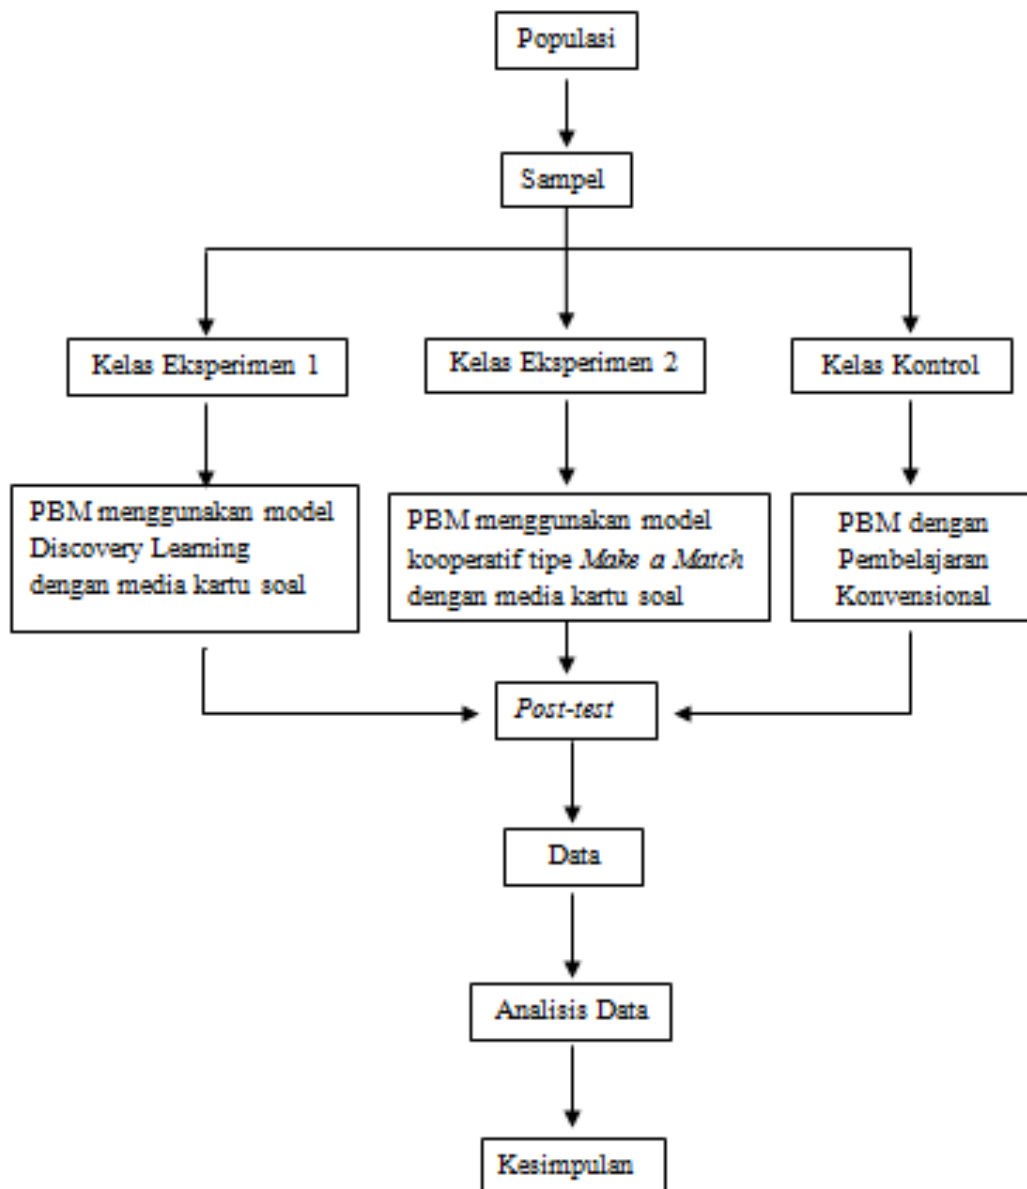 Populasi
Sampel
Kelas Eksperimen 1
Kelas Eksperimen 2
Kelas Kontrol
PBM menggunakan model
Discovery Learning
dengan media kartu soal
PBM menggunakan model
kooperatif tipe Make a Match
dengan media kartu soal
PBM dengan
Pembelajaran
Konvensional
Post-test
Data
Analisis Data
Kesimpulan